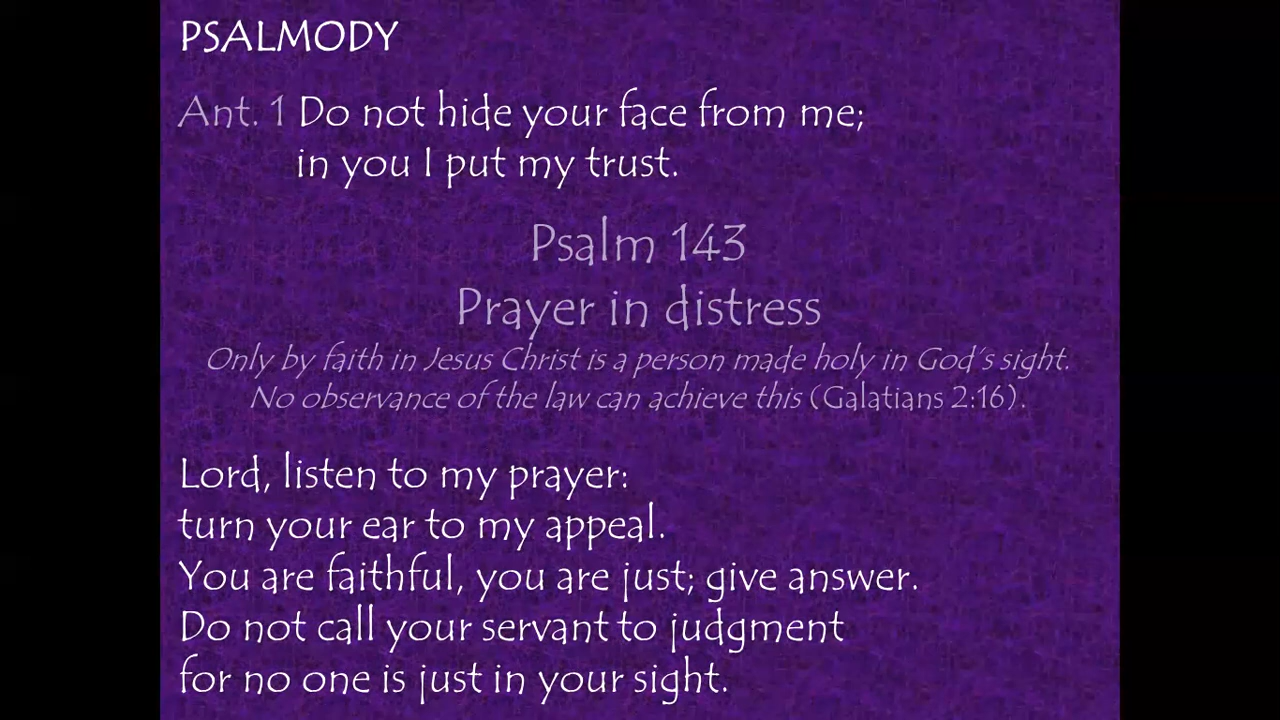 PSALMODY
Ant. 1 Do not hide your face from me;
in you I put my trust.
Psalm 143
Prayer in distress
Only by faith in Jesus Christ is a person made holy in God's sight.
No observance of the law can achieve this (Galatians 2:16).
Lord, listen to my prayer:
turn your ear to my appeal.
You are faithful, you are just; give answer.
Do not call your servant to judgment
for no one is just in your sight.